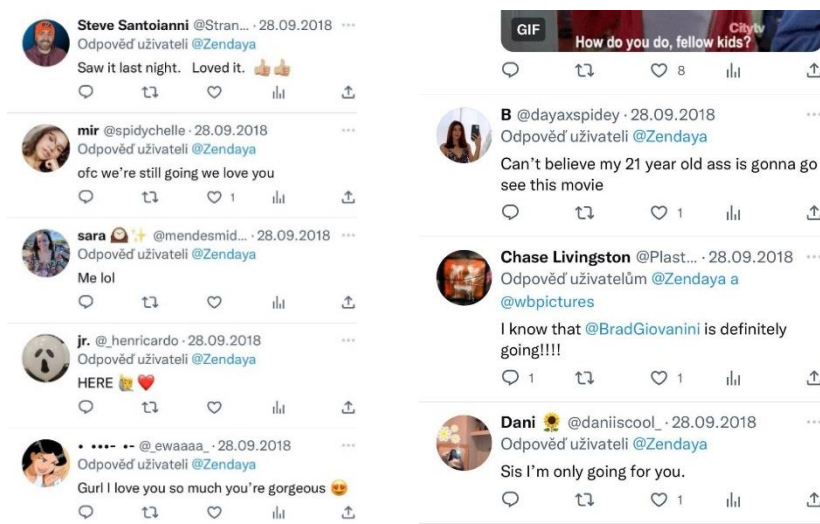 Steve Santoianni @Stran... · 28.09.2018
Odpověď uživateli @Zendaya
Saw it last night. Loved it. 👍🏼👍🏼
mir @spidychelle · 28.09.2018
Odpověď uživateli @Zendaya
ofc we're still going we love you
1
sara 🕰️✨ @mendesmid... · 28.09.2018
Odpověď uživateli @Zendaya
Me lol
jr. @_henricardo · 28.09.2018
Odpověď uživateli @Zendaya
HERE 🙋‍♂️❤️
• •••- •- @_ewaaaa_ · 28.09.2018
Odpověď uživateli @Zendaya
Gurl I love you so much you're gorgeous 😍
GIF
Citytv
How do you do, fellow kids?
8
B @dayaxspidey · 28.09.2018
Odpověď uživateli @Zendaya
Can't believe my 21 year old ass is gonna go
see this movie
1
Chase Livingston @Plast... · 28.09.2018
Odpověď uživatelům @Zendaya a
@wbpictures
I know that @BradGiovanini is definitely
going!!!!
1 1
Dani 🌻 @daniiscool_ · 28.09.2018
Odpověď uživateli @Zendaya
Sis I'm only going for you.
1